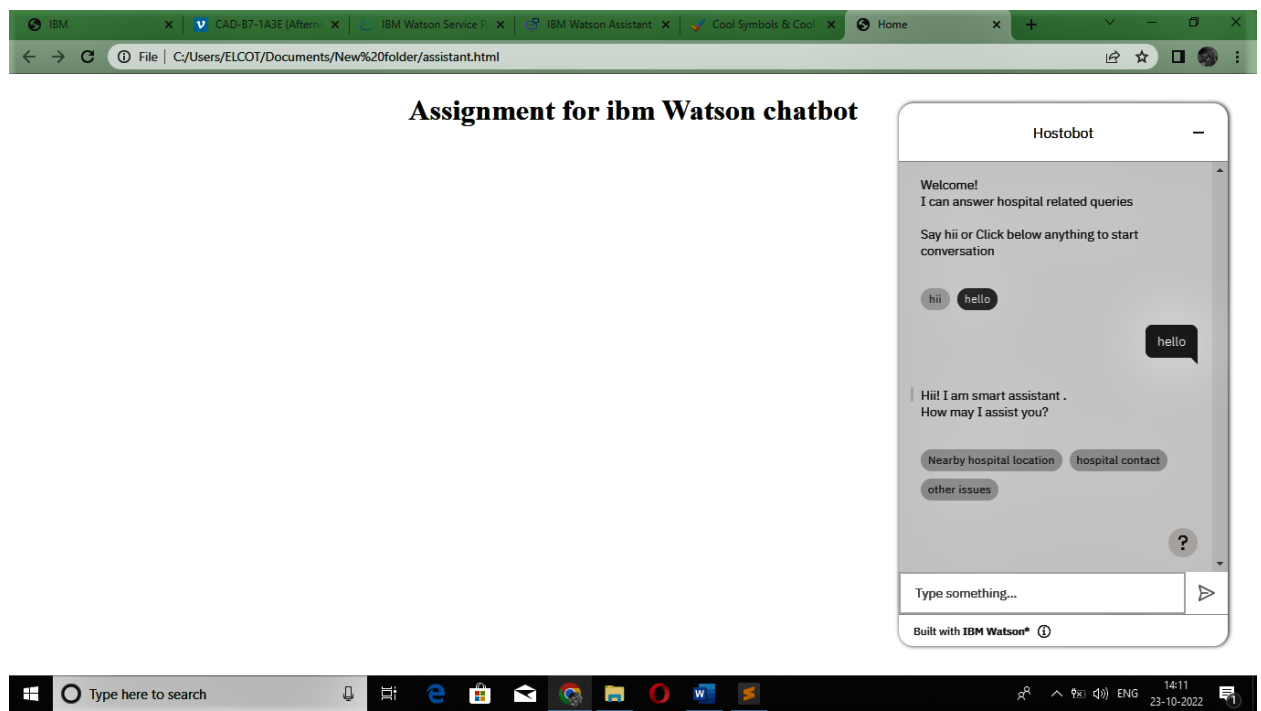 IBM
CAD-B7-1A3E (Aftern
IBM Watson Service P
IBM Watson Assistant
Cool Symbols & Cool
Home
File | C:/Users/ELCOT/Documents/New%20folder/assistant.html
Assignment for ibm Watson chatbot
Hostobot
Welcome!
I can answer hospital related queries
Say hii or Click below anything to start
conversation
hii hello
hello
Hii! I am smart assistant .
How may I assist you?
Nearby hospital location hospital contact
other issues
?
Type something...
Built with IBM Watson®
Type here to search
ENG
14:11
23-10-2022